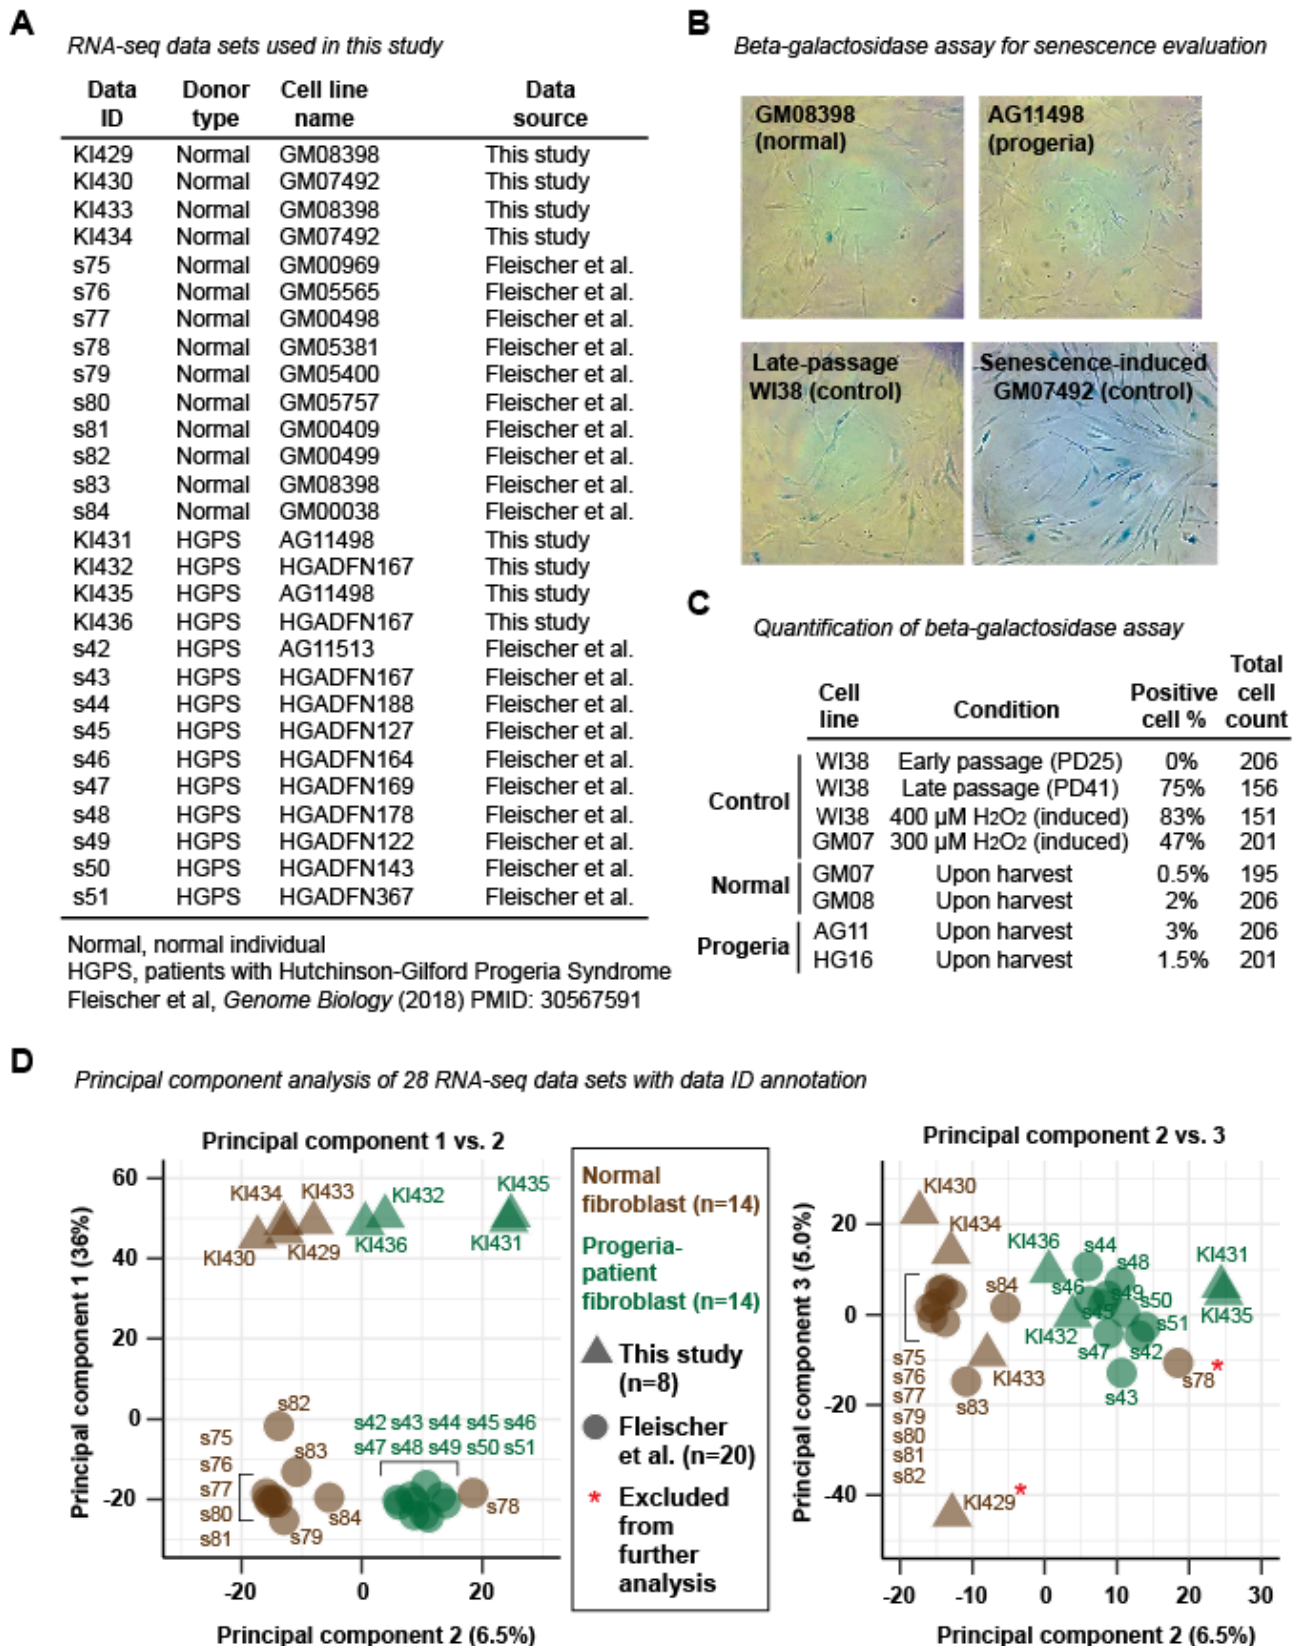 A
RNA-seq data sets used in this study
Data ID Donor type Cell line name Data source
KI429 Normal GM08398 This study
KI430 Normal GM07492 This study
KI433 Normal GM08398 This study
KI434 Normal GM07492 This study
s75 Normal GM00969 Fleischer et al.
s76 Normal GM05565 Fleischer et al.
s77 Normal GM00498 Fleischer et al.
s78 Normal GM05381 Fleischer et al.
s79 Normal GM05400 Fleischer et al.
s80 Normal GM05757 Fleischer et al.
s81 Normal GM00409 Fleischer et al.
s82 Normal GM00499 Fleischer et al.
s83 Normal GM08398 Fleischer et al.
s84 Normal GM00038 Fleischer et al.
KI431 HGPS AG11498 This study
KI432 HGPS HGADFN167 This study
KI435 HGPS AG11498 This study
KI436 HGPS HGADFN167 This study
s42 HGPS AG11513 Fleischer et al.
s43 HGPS HGADFN167 Fleischer et al.
s44 HGPS HGADFN188 Fleischer et al.
s45 HGPS HGADFN127 Fleischer et al.
s46 HGPS HGADFN164 Fleischer et al.
s47 HGPS HGADFN169 Fleischer et al.
s48 HGPS HGADFN178 Fleischer et al.
s49 HGPS HGADFN122 Fleischer et al.
s50 HGPS HGADFN143 Fleischer et al.
s51 HGPS HGADFN367 Fleischer et al.
Normal, normal individual
HGPS, patients with Hutchinson-Gilford Progeria Syndrome
Fleischer et al, Genome Biology (2018) PMID: 30567591
B
Beta-galactosidase assay for senescence evaluation
GM08398
(normal)
AG11498
(progeria)
Late-passage
WI38 (control)
Senescence-induced
GM07492 (control)
C
Quantification of beta-galactosidase assay
Cell line Condition Positive cell % Total cell count
Control
WI38 Early passage (PD25) 0% 206
WI38 Late passage (PD41) 75% 156
WI38 400 µM H2O2 (induced) 83% 151
GM07 300 µM H2O2 (induced) 47% 201
Normal
GM07 Upon harvest 0.5% 195
GM08 Upon harvest 2% 206
Progeria
AG11 Upon harvest 3% 206
HG16 Upon harvest 1.5% 201
D
Principal component analysis of 28 RNA-seq data sets with data ID annotation
Principal component 1 vs. 2
Principal component 1 (36%)
60
40
20
0
-20
KI434
KI433
KI430
KI429
KI432
KI436
KI435
KI431
s82
s75
s76
s77
s80
s81
s83
s79
s84
s42 s43 s44 s45 s46
s47 s48 s49 s50 s51
s78
-20 0 20
Principal component 2 (6.5%)
Normal
fibroblast (n=14)
Progeria-
patient
fibroblast (n=14)
This study
(n=8)
Fleischer
et al. (n=20)
* Excluded
from
further
analysis
Principal component 2 vs. 3
Principal component 3 (5.0%)
20
0
-20
-40
KI430
KI434
KI436
s44
s48
KI431
s46
s49
s50
s84
s45
s51
KI435
KI432
s47
s42
s43
s78 *
KI433
s83
s75
s76
s77
s79
s80
s81
s82
KI429 *
-20 -10 0 10 20 30
Principal component 2 (6.5%)